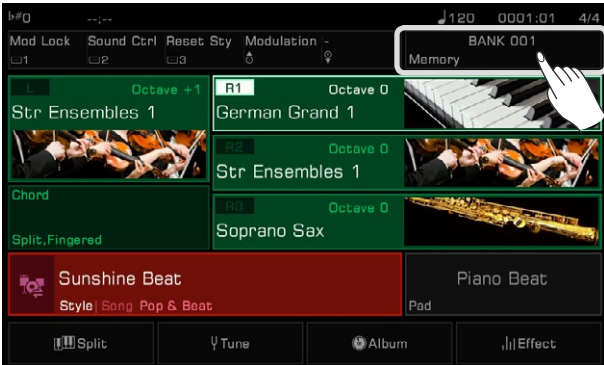 b/#0 --:-- ♩120 0001:01 4/4
Mod Lock Sound Ctrl Reset Sty Modulation - BANK 001
1 2 3 Memory
L Octave +1 R1 Octave 0
Str Ensembles 1 German Grand 1
R2 Octave 0
Str Ensembles 1
Chord R3 Octave 0
Split,Fingered Soprano Sax
Sunshine Beat Piano Beat
Style| Song Pop & Beat Pad
Split Tune Album Effect